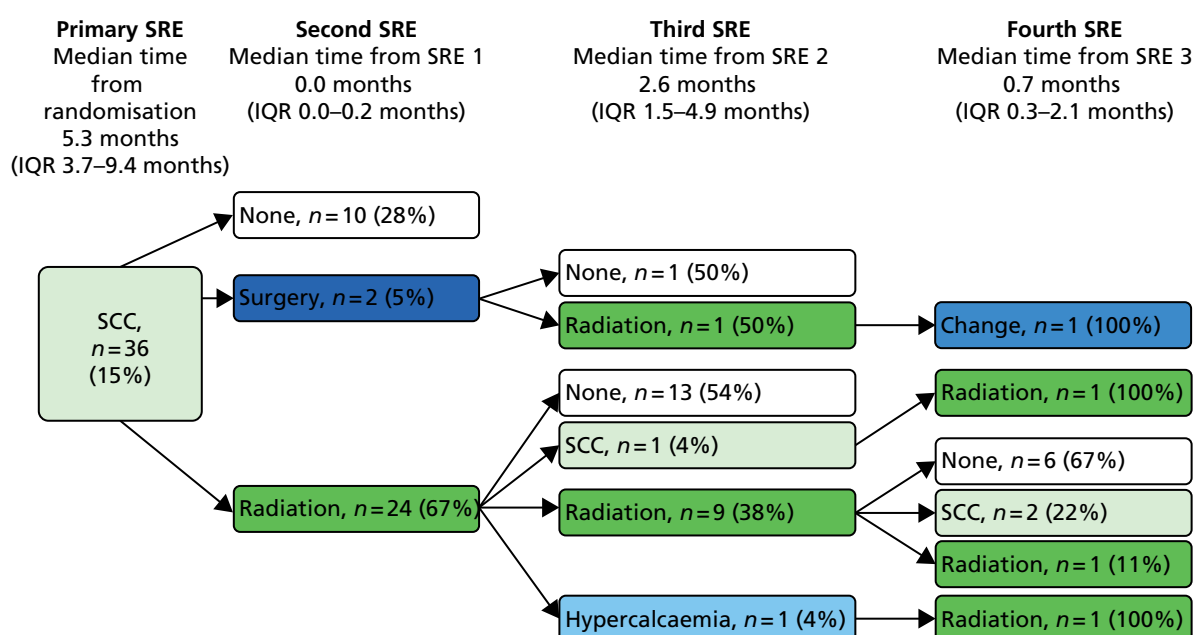 Primary SRE
Median time
from
randomisation
5.3 months
(IQR 3.7–9.4 months)
Second SRE
Median time from SRE 1
0.0 months
(IQR 0.0–0.2 months)
Third SRE
Median time from SRE 2
2.6 months
(IQR 1.5–4.9 months)
Fourth SRE
Median time from SRE 3
0.7 months
(IQR 0.3–2.1 months)
SCC,
n=36
(15%)
None, n=10 (28%)
Surgery, n=2 (5%)
Radiation, n=24 (67%)
None, n=1 (50%)
Radiation, n=1 (50%)
None, n=13 (54%)
SCC, n=1 (4%)
Radiation, n=9 (38%)
Hypercalcaemia, n=1 (4%)
Change, n=1 (100%)
Radiation, n=1 (100%)
None, n=6 (67%)
SCC, n=2 (22%)
Radiation, n=1 (11%)
Radiation, n=1 (100%)